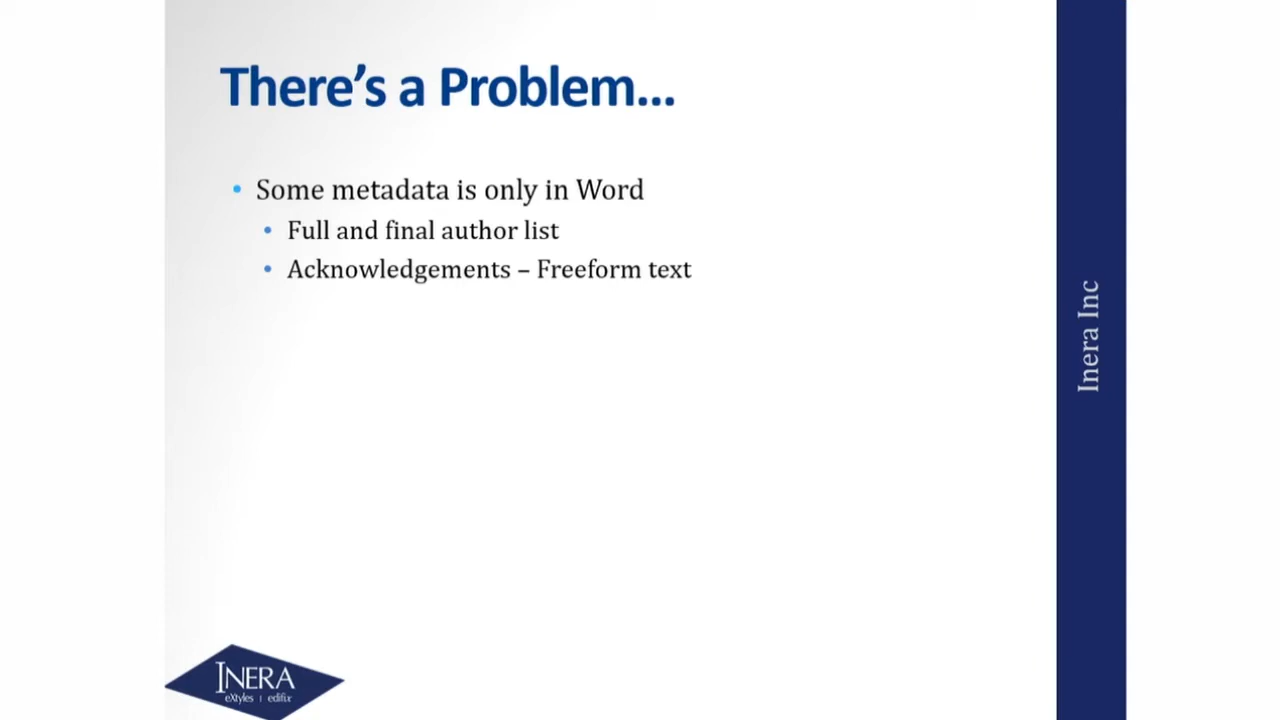 There's a Problem...
• Some metadata is only in Word
• Full and final author list
• Acknowledgements – Freeform text
Inera Inc
INERA
eXtyles | edifix